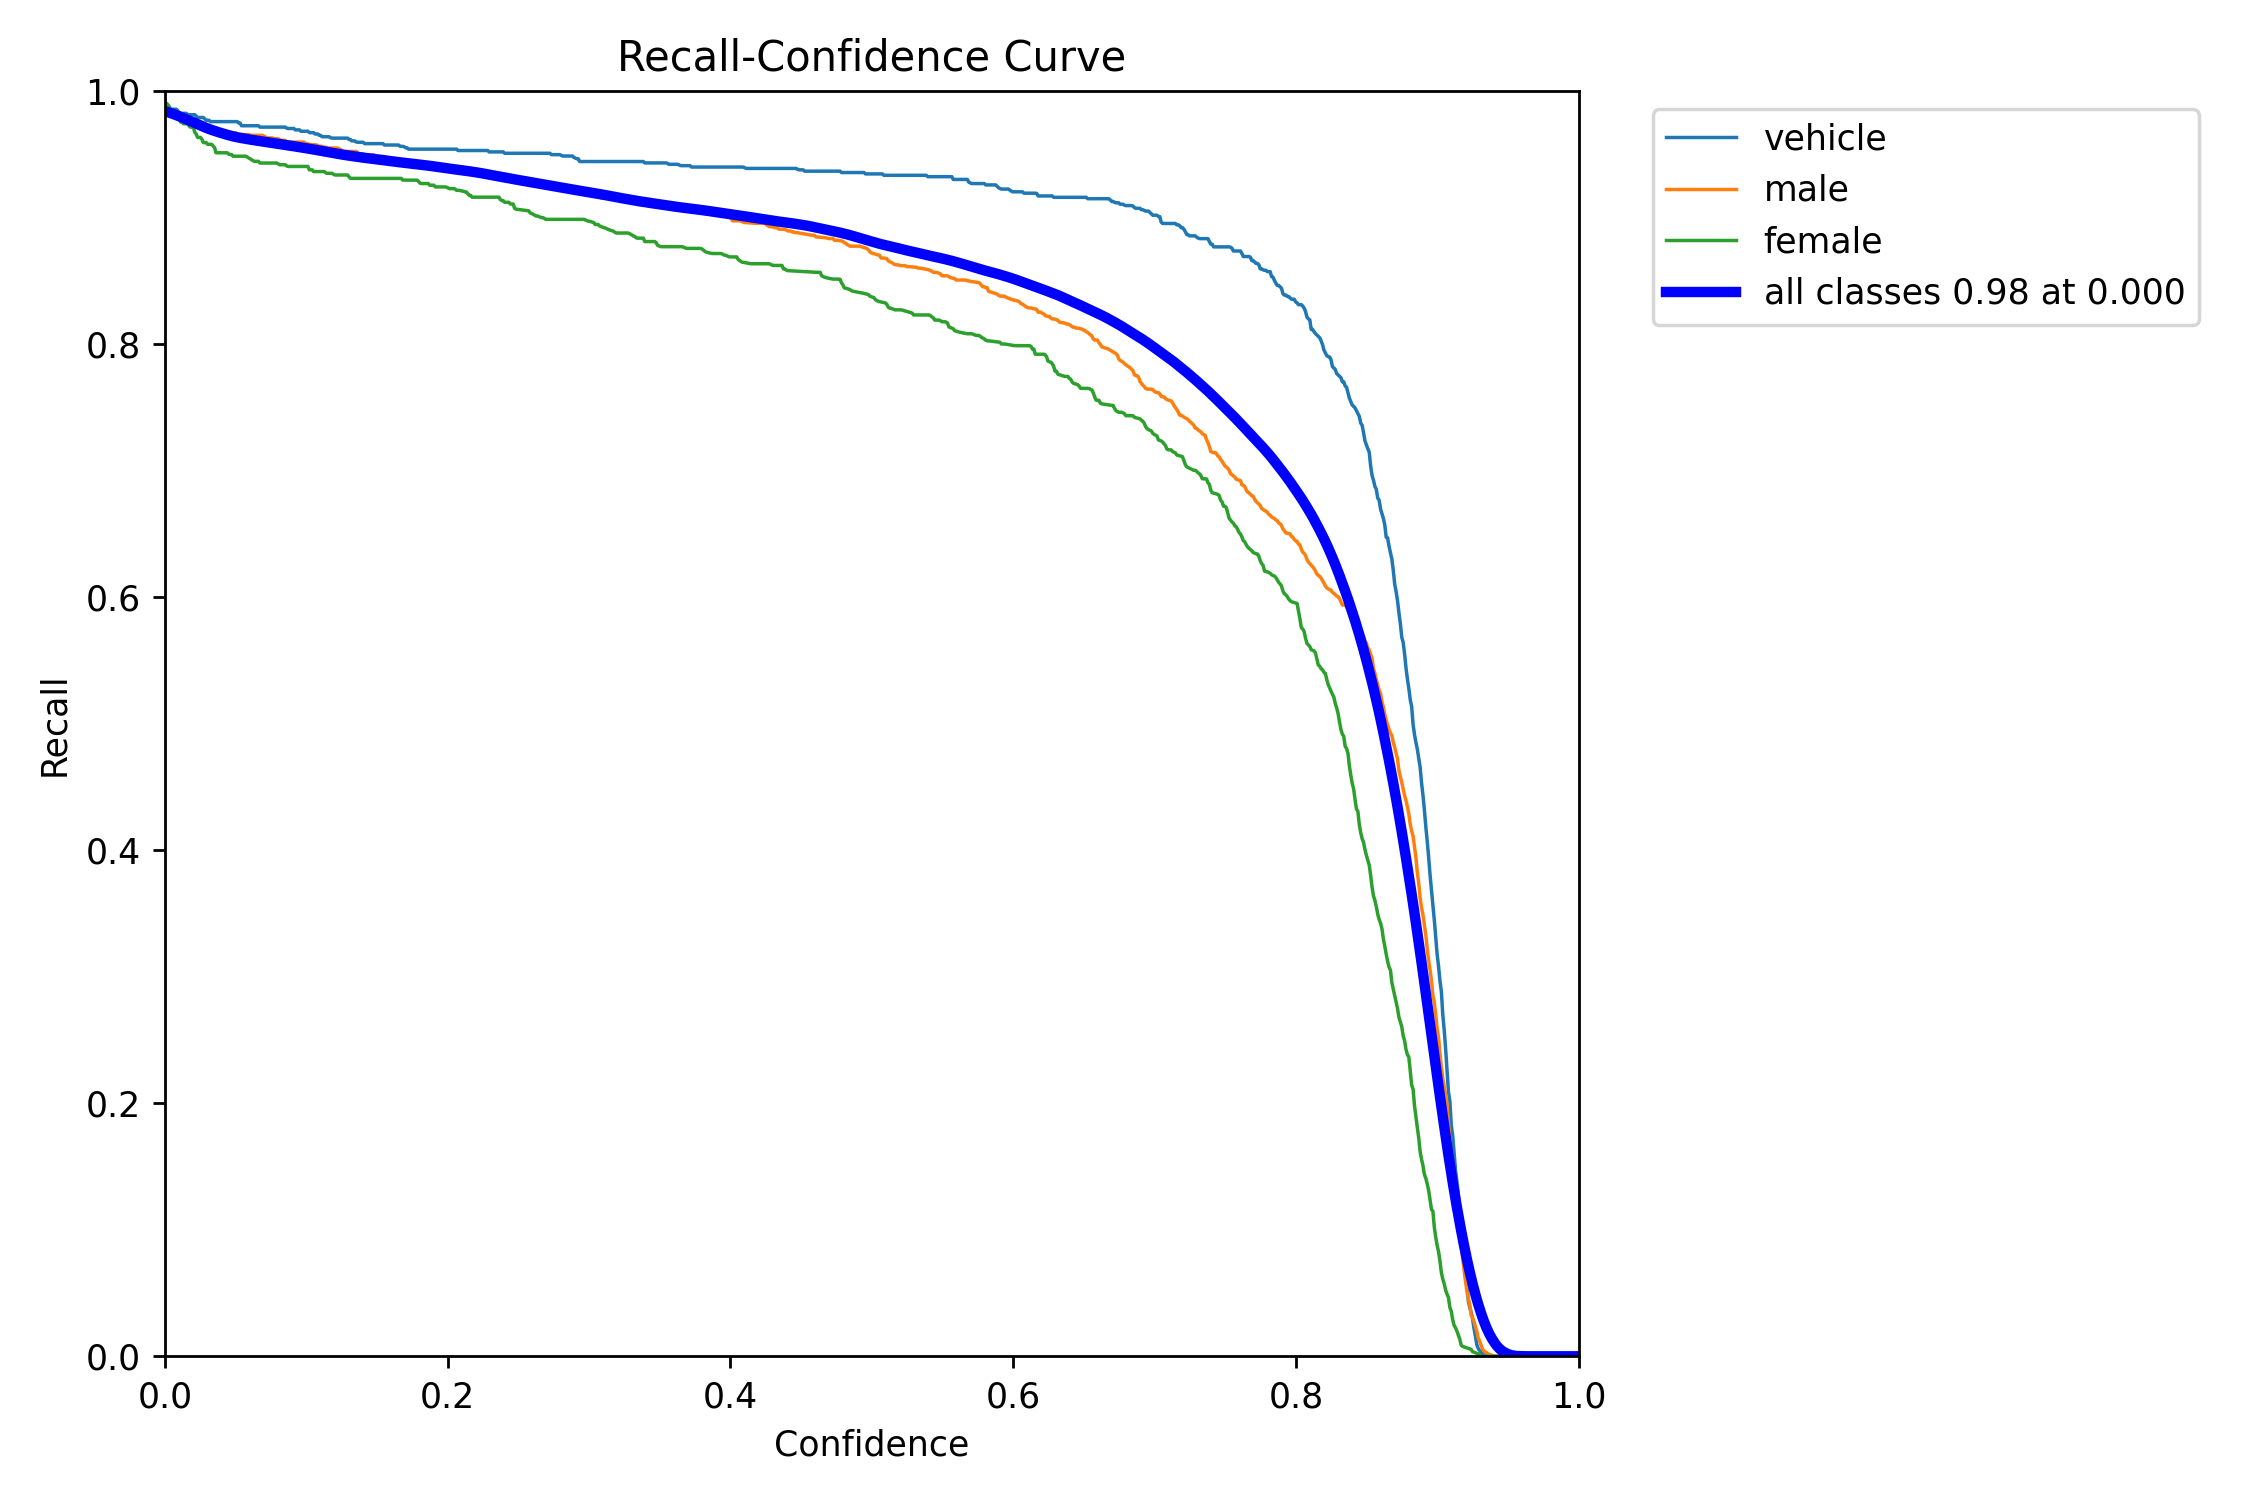 Recall-Confidence Curve
1.0
0.8
0.6
0.4
0.2
0.0
Recall
0.0 0.2 0.4 0.6 0.8 1.0
Confidence
vehicle
male
female
all classes 0.98 at 0.000